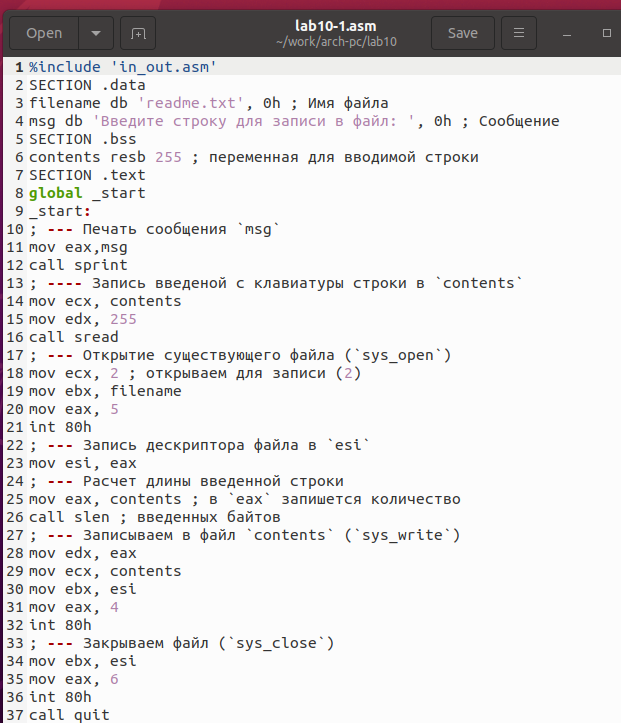 Open
lab10-1.asm
~/work/arch-pc/lab10
Save
1 %include 'in_out.asm'
2 SECTION .data
3 filename db 'readme.txt', 0h ; Имя файла
4 msg db 'Введите строку для записи в файл: ', 0h ; Сообщение
5 SECTION .bss
6 contents resb 255 ; переменная для вводимой строки
7 SECTION .text
8 global _start
9 _start:
10 ; --- Печать сообщения `msg`
11 mov eax,msg
12 call sprint
13 ; ---- Запись введеной с клавиатуры строки в `contents`
14 mov ecx, contents
15 mov edx, 255
16 call sread
17 ; --- Открытие существующего файла (`sys_open`)
18 mov ecx, 2 ; открываем для записи (2)
19 mov ebx, filename
20 mov eax, 5
21 int 80h
22 ; --- Запись дескриптора файла в `esi`
23 mov esi, eax
24 ; --- Расчет длины введенной строки
25 mov eax, contents ; в `eax` запишется количество
26 call slen ; введенных байтов
27 ; --- Записываем в файл `contents` (`sys_write`)
28 mov edx, eax
29 mov ecx, contents
30 mov ebx, esi
31 mov eax, 4
32 int 80h
33 ; --- Закрываем файл (`sys_close`)
34 mov ebx, esi
35 mov eax, 6
36 int 80h
37 call quit